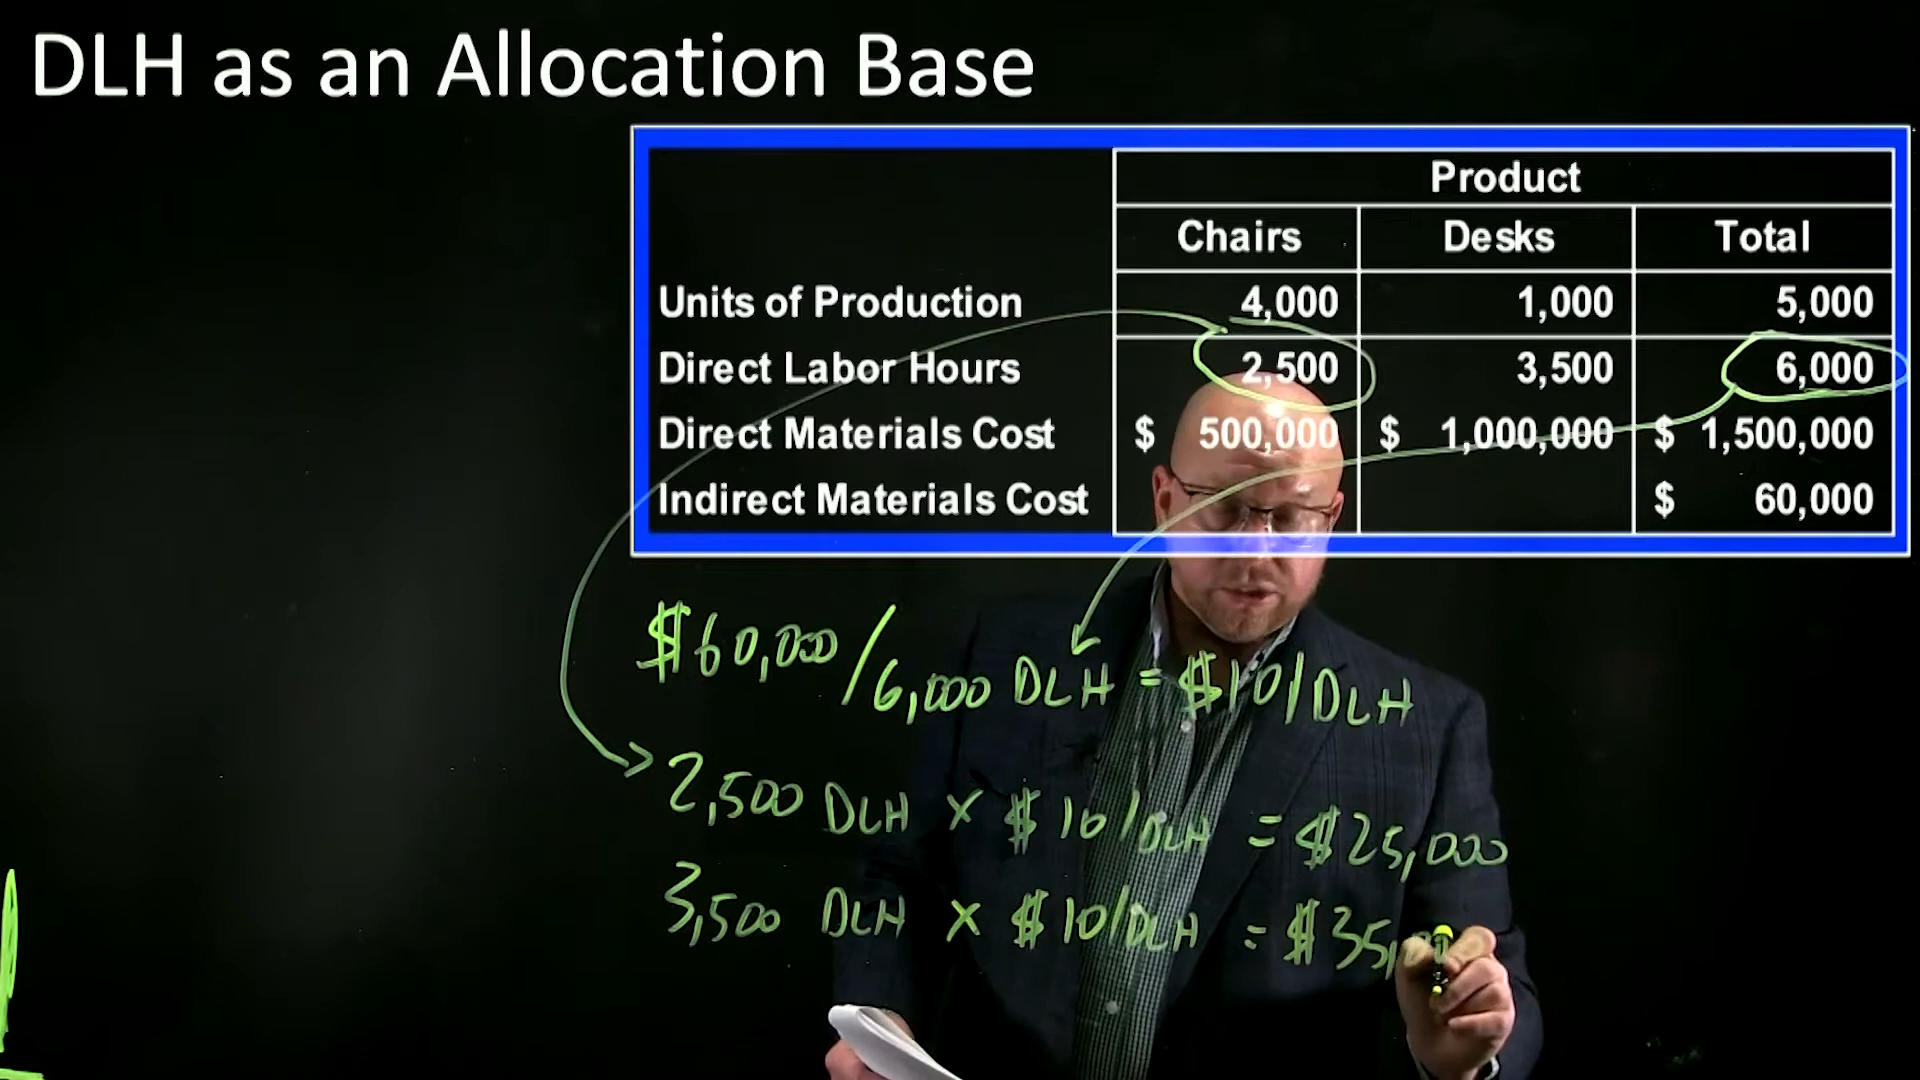 DLH as an Allocation Base
Product
Chairs Desks Total
Units of Production 4,000 1,000 5,000
Direct Labor Hours 2,500 3,500 6,000
Direct Materials Cost $ 500,000 $ 1,000,000 $ 1,500,000
Indirect Materials Cost $ 60,000
$60,000/6,000 DLH = $10/DLH
2,500 DLH × $10/DLH = $25,000
3,500 DLH × $10/DLH = $35,00